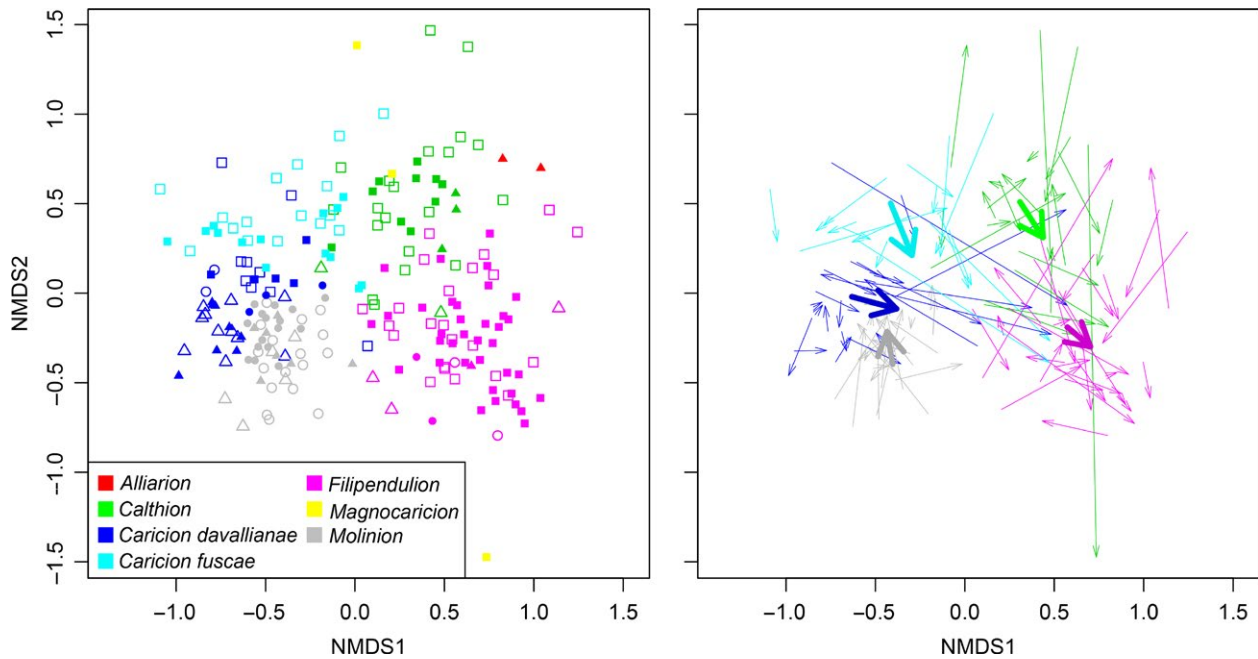 1.5
1.0
0.5
0.0
−0.5
−1.0
−1.5
NMDS2
Alliarion
Calthion
Caricion davallianae
Caricion fuscae
Filipendulion
Magnocaricion
Molinion
−1.0 −0.5 0.0 0.5 1.0 1.5
NMDS1
−1.0 −0.5 0.0 0.5 1.0 1.5
NMDS1